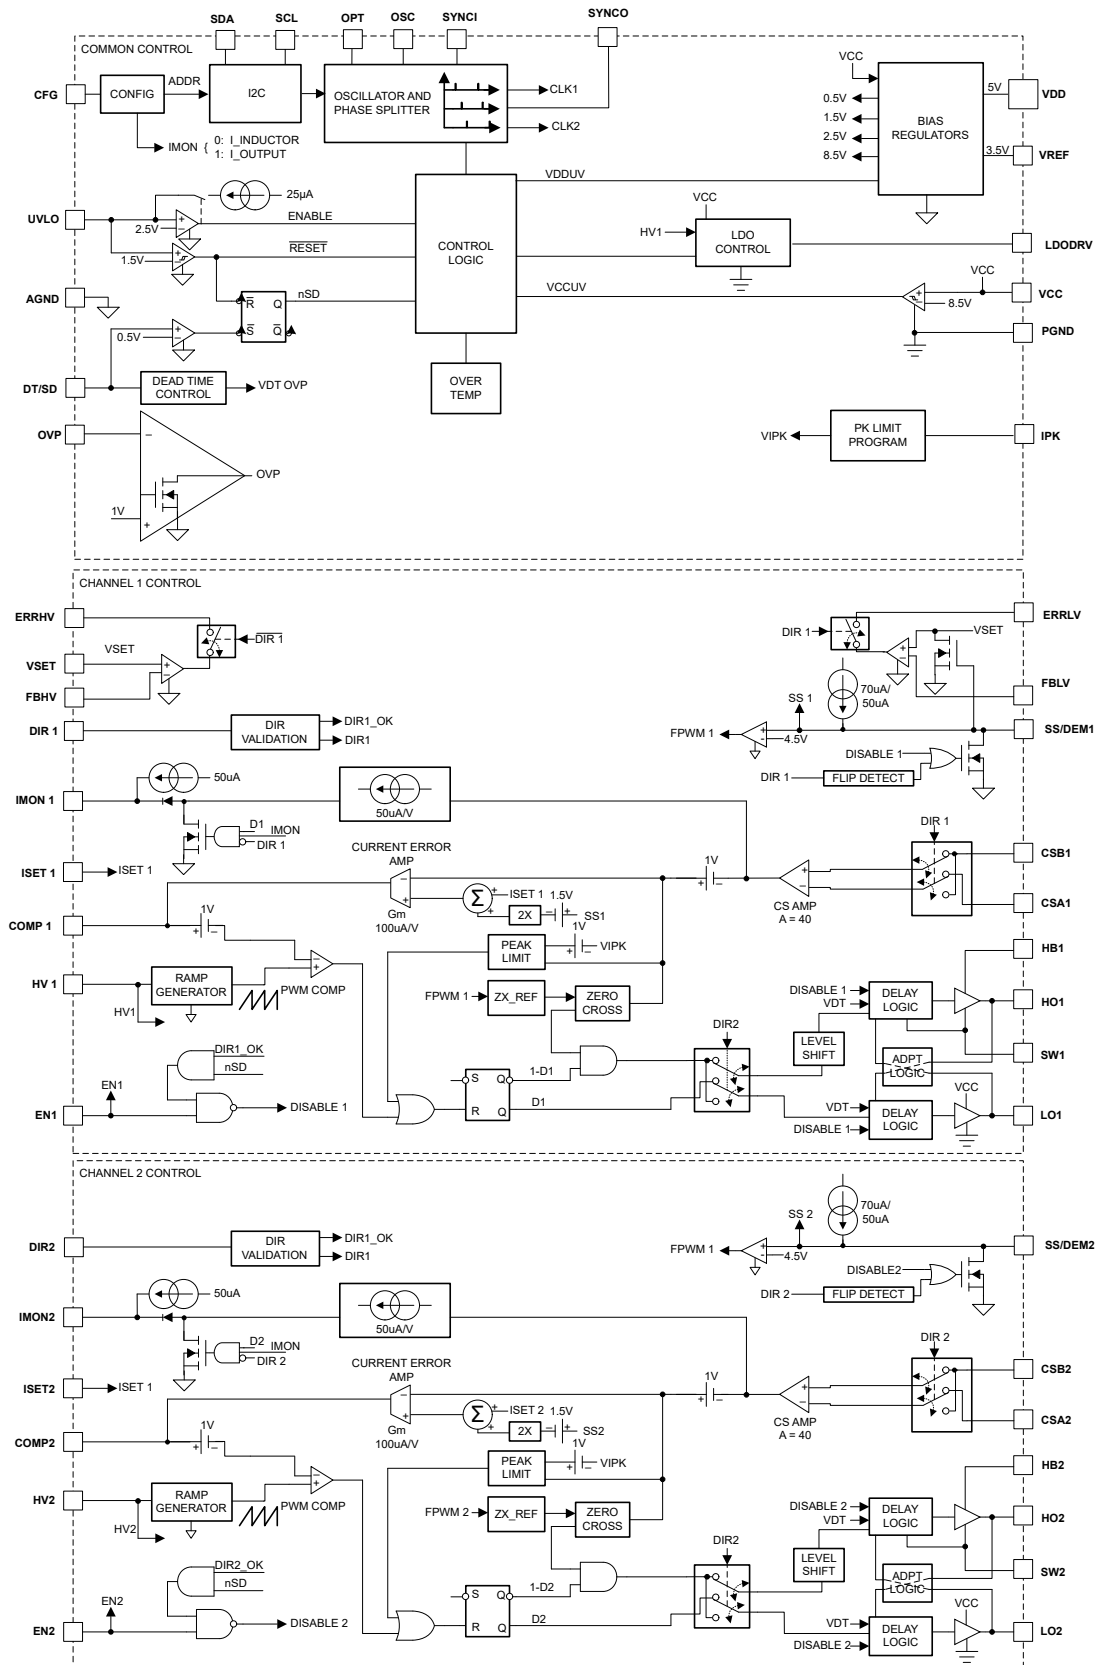 SDA
SCL
OPT
OSC
SYNCI
SYNCO
COMMON CONTROL
CFG
CONFIG
ADDR
I2C
OSCILLATOR AND
PHASE SPLITTER
CLK1
CLK2
IMON { 0: I_INDUCTOR
1: I_OUTPUT
VCC
0.5V
1.5V
2.5V
8.5V
BIAS
REGULATORS
5V
VDD
3.5V
VREF
VDDUV
25µA
UVLO
2.5V
+
−
ENABLE
1.5V
+
−
RESET
CONTROL
LOGIC
VCC
HV1
LDO
CONTROL
LDODRV
AGND
R Q
nSD
S Q
0.5V
+
−
VCCUV
VCC
+
−
8.5V
VCC
PGND
DT/SD
DEAD TIME
CONTROL
VDT OVP
OVER
TEMP
OVP
−
OVP
1V
+
VIPK
PK LIMIT
PROGRAM
IPK
CHANNEL 1 CONTROL
ERRHV
DIR 1
VSET
VSET
+
−
FBHV
ERRLV
DIR 1
VSET
+
−
FBLV
70uA/
50uA
SS 1
DIR 1
DIR
VALIDATION
DIR1_OK
DIR1
FPWM 1
+
−
4.5V
SS/DEM1
DISABLE 1
DIR 1
FLIP DETECT
50uA
IMON 1
50uA/V
D1
IMON
DIR 1
ISET 1
ISET 1
CURRENT ERROR
AMP
−
+
Gm
100uA/V
Σ
+
+
ISET 1
2X
1.5V
− +
SS1
1V
+ −
+
−
CS AMP
A = 40
DIR 1
CSB1
CSA1
COMP 1
1V
+ −
PEAK
LIMIT
1V
+ −
VIPK
HV 1
HV1
RAMP
GENERATOR
−
+
PWM COMP
FPWM 1
ZX_REF
ZERO
CROSS
HB1
DISABLE 1
VDT
DELAY
LOGIC
HO1
LEVEL
SHIFT
SW1
ADPT
LOGIC
DIR2
DIR1_OK
nSD
EN1
EN1
DISABLE 1
S Q
R Q
1-D1
D1
VDT
DISABLE 1
DELAY
LOGIC
VCC
LO1
CHANNEL 2 CONTROL
70uA/
50uA
SS 2
DIR2
DIR
VALIDATION
DIR1_OK
DIR1
FPWM 1
+
−
4.5V
SS/DEM2
DISABLE2
DIR 2
FLIP DETECT
50uA
IMON2
50uA/V
D2
IMON
DIR 2
ISET2
ISET 1
CURRENT ERROR
AMP
−
+
Gm
100uA/V
Σ
+
+
ISET 2
2X
1.5V
− +
SS2
1V
+ −
+
−
CS AMP
A = 40
DIR 2
CSB2
CSA2
COMP2
1V
+ −
PEAK
LIMIT
1V
+ −
VIPK
HV2
HV2
RAMP
GENERATOR
−
+
PWM COMP
FPWM 2
ZX_REF
ZERO
CROSS
HB2
DISABLE 2
VDT
DELAY
LOGIC
HO2
LEVEL
SHIFT
SW2
ADPT
LOGIC
DIR2
DIR2_OK
nSD
EN2
EN2
DISABLE 2
S Q
R Q
1-D2
D2
VDT
DISABLE 2
DELAY
LOGIC
VCC
LO2